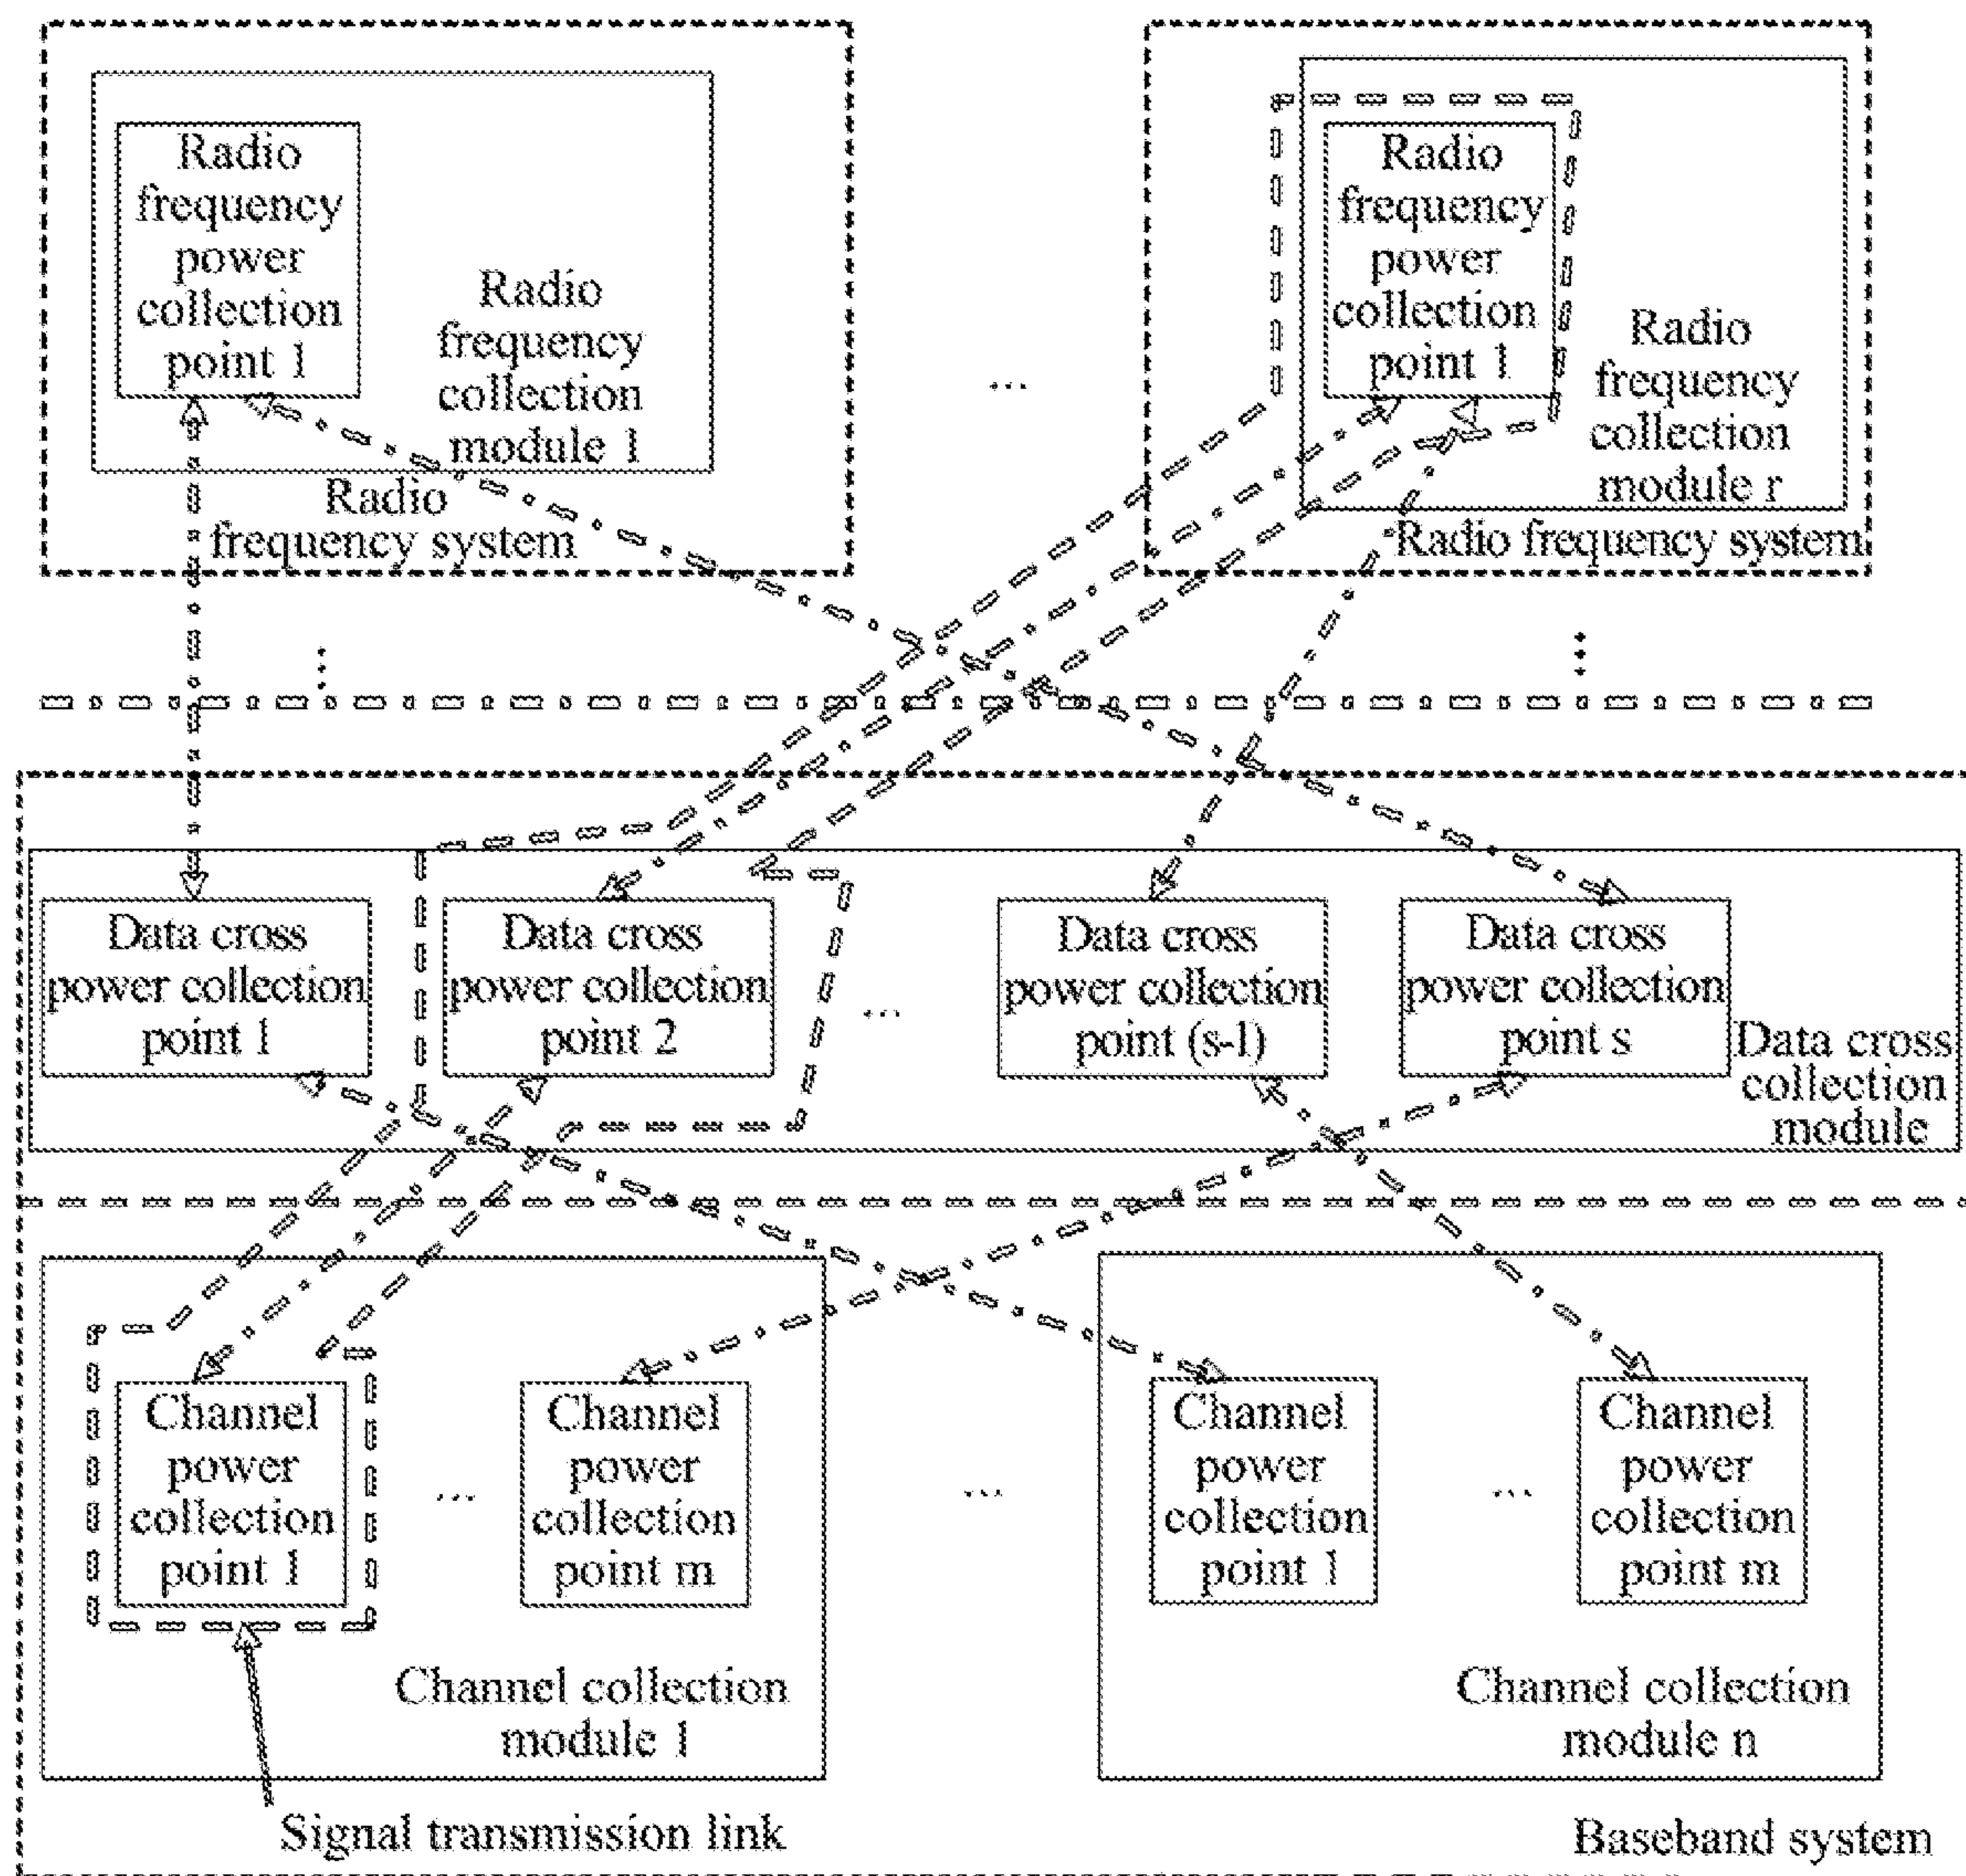 Radio
frequency
power
collection
point 1
Radio
frequency
collection
module 1
Radio
frequency system
...
Radio
frequency
power
collection
point 1
Radio
frequency
collection
module r
Radio frequency system
...
...
Data cross
power collection
point 1
Data cross
power collection
point 2
...
Data cross
power collection
point (s-1)
Data cross
power collection
point s
Data cross
collection
module
Channel
power
collection
point 1
...
Channel
power
collection
point m
Channel collection
module 1
...
Channel
power
collection
point 1
...
Channel
power
collection
point m
Channel collection
module n
Signal transmission link
Baseband system